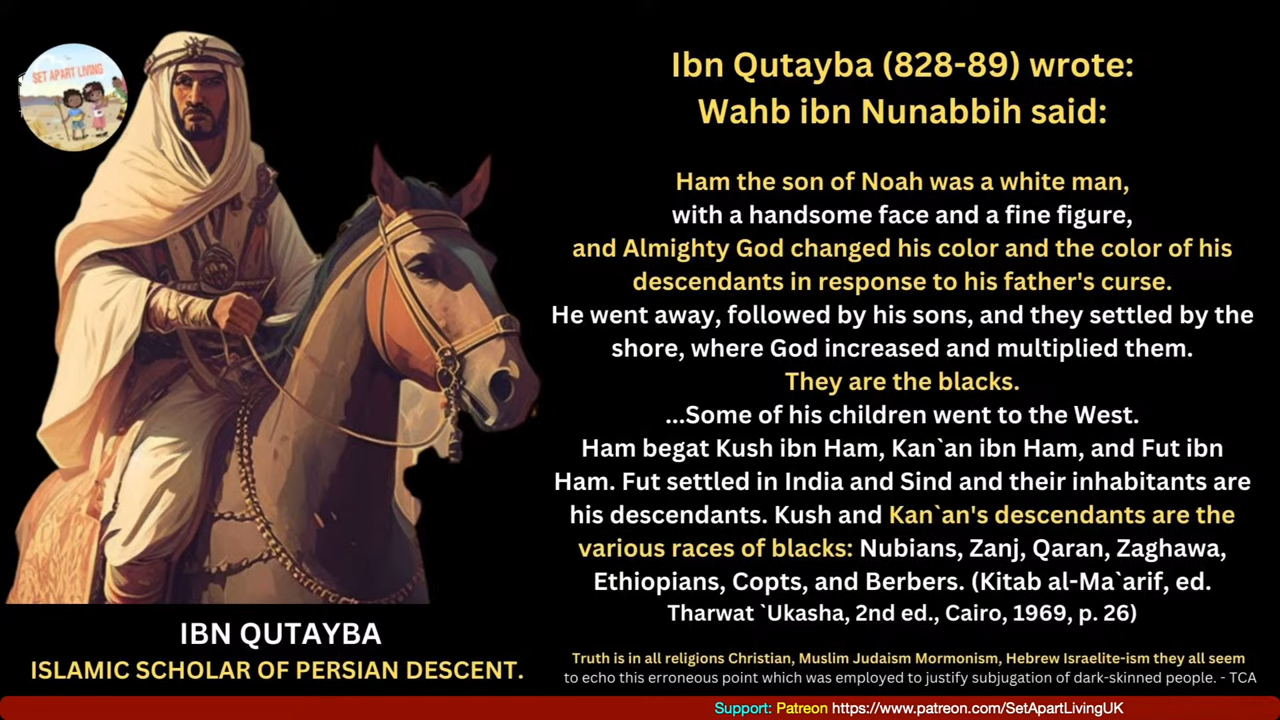 SET APART LIVING
Ibn Qutayba (828-89) wrote:
Wahb ibn Nunabbih said:
Ham the son of Noah was a white man,
with a handsome face and a fine figure,
and Almighty God changed his color and the color of his
descendants in response to his father's curse.
He went away, followed by his sons, and they settled by the
shore, where God increased and multiplied them.
They are the blacks.
...Some of his children went to the West.
Ham begat Kush ibn Ham, Kan`an ibn Ham, and Fut ibn
Ham. Fut settled in India and Sind and their inhabitants are
his descendants. Kush and Kan`an's descendants are the
various races of blacks: Nubians, Zanj, Qaran, Zaghawa,
Ethiopians, Copts, and Berbers. (Kitab al-Ma`arif, ed.
Tharwat `Ukasha, 2nd ed., Cairo, 1969, p. 26)
IBN QUTAYBA
ISLAMIC SCHOLAR OF PERSIAN DESCENT.
Truth is in all religions Christian, Muslim Judaism Mormonism, Hebrew Israelite-ism they all seem
to echo this erroneous point which was employed to justify subjugation of dark-skinned people. - TCA
Support: Patreon https://www.patreon.com/SetApartLivingUK